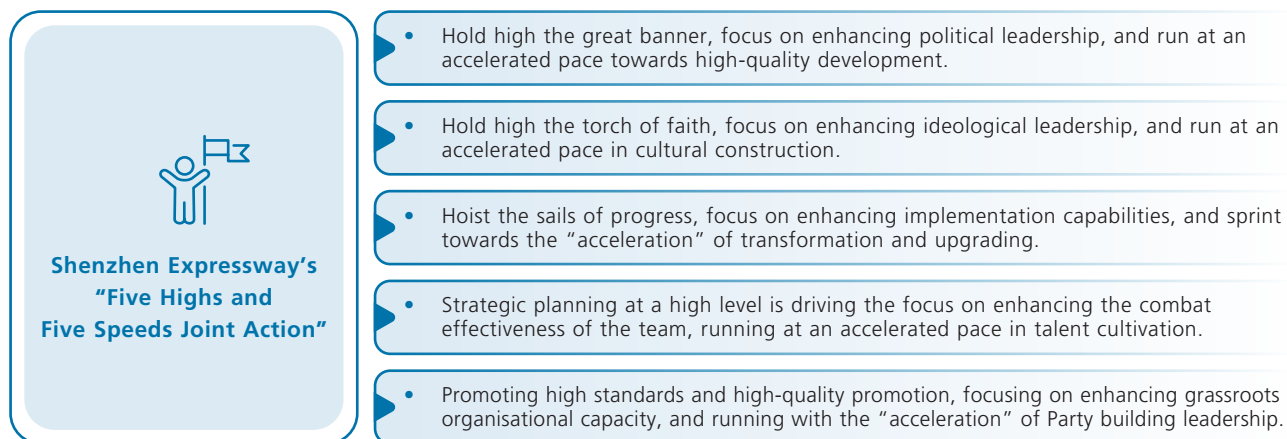 Shenzhen Expressway's
"Five Highs and
Five Speeds Joint Action"
• Hold high the great banner, focus on enhancing political leadership, and run at an
accelerated pace towards high-quality development.
• Hold high the torch of faith, focus on enhancing ideological leadership, and run at an
accelerated pace in cultural construction.
• Hoist the sails of progress, focus on enhancing implementation capabilities, and sprint
towards the "acceleration" of transformation and upgrading.
• Strategic planning at a high level is driving the focus on enhancing the combat
effectiveness of the team, running at an accelerated pace in talent cultivation.
• Promoting high standards and high-quality promotion, focusing on enhancing grassroots
organisational capacity, and running with the "acceleration" of Party building leadership.